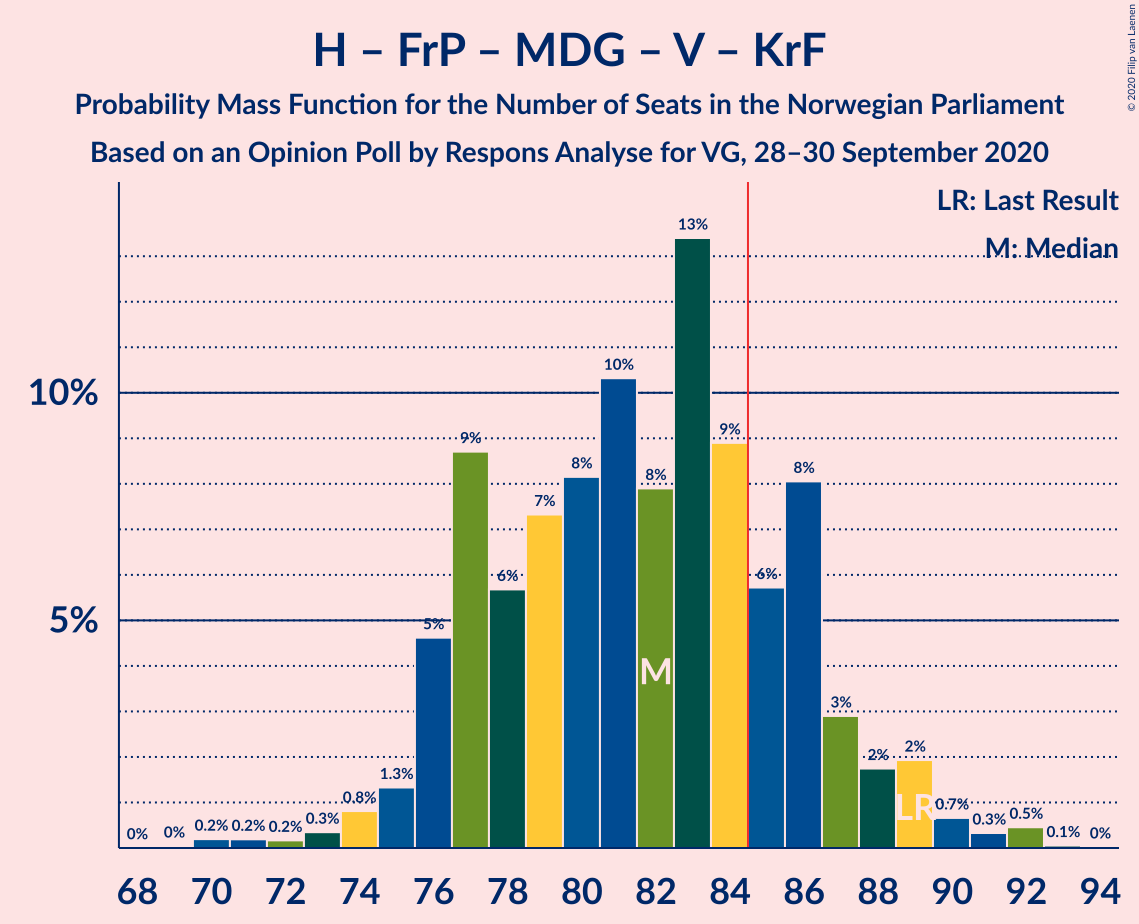 H – FrP – MDG – V – KrF
Probability Mass Function for the Number of Seats in the Norwegian Parliament
Based on an Opinion Poll by Respons Analyse for VG, 28–30 September 2020
© 2020 Filip van Laenen
LR: Last Result
M: Median
10%
5%
0% 0% 0.2% 0.2% 0.2% 0.3% 0.8% 1.3% 5% 9% 6% 7% 8% 10% 8% 13% 9% 6% 8% 3% 2% 2% 0.7% 0.3% 0.5% 0.1% 0%
M
LR
68 70 72 74 76 78 80 82 84 86 88 90 92 94